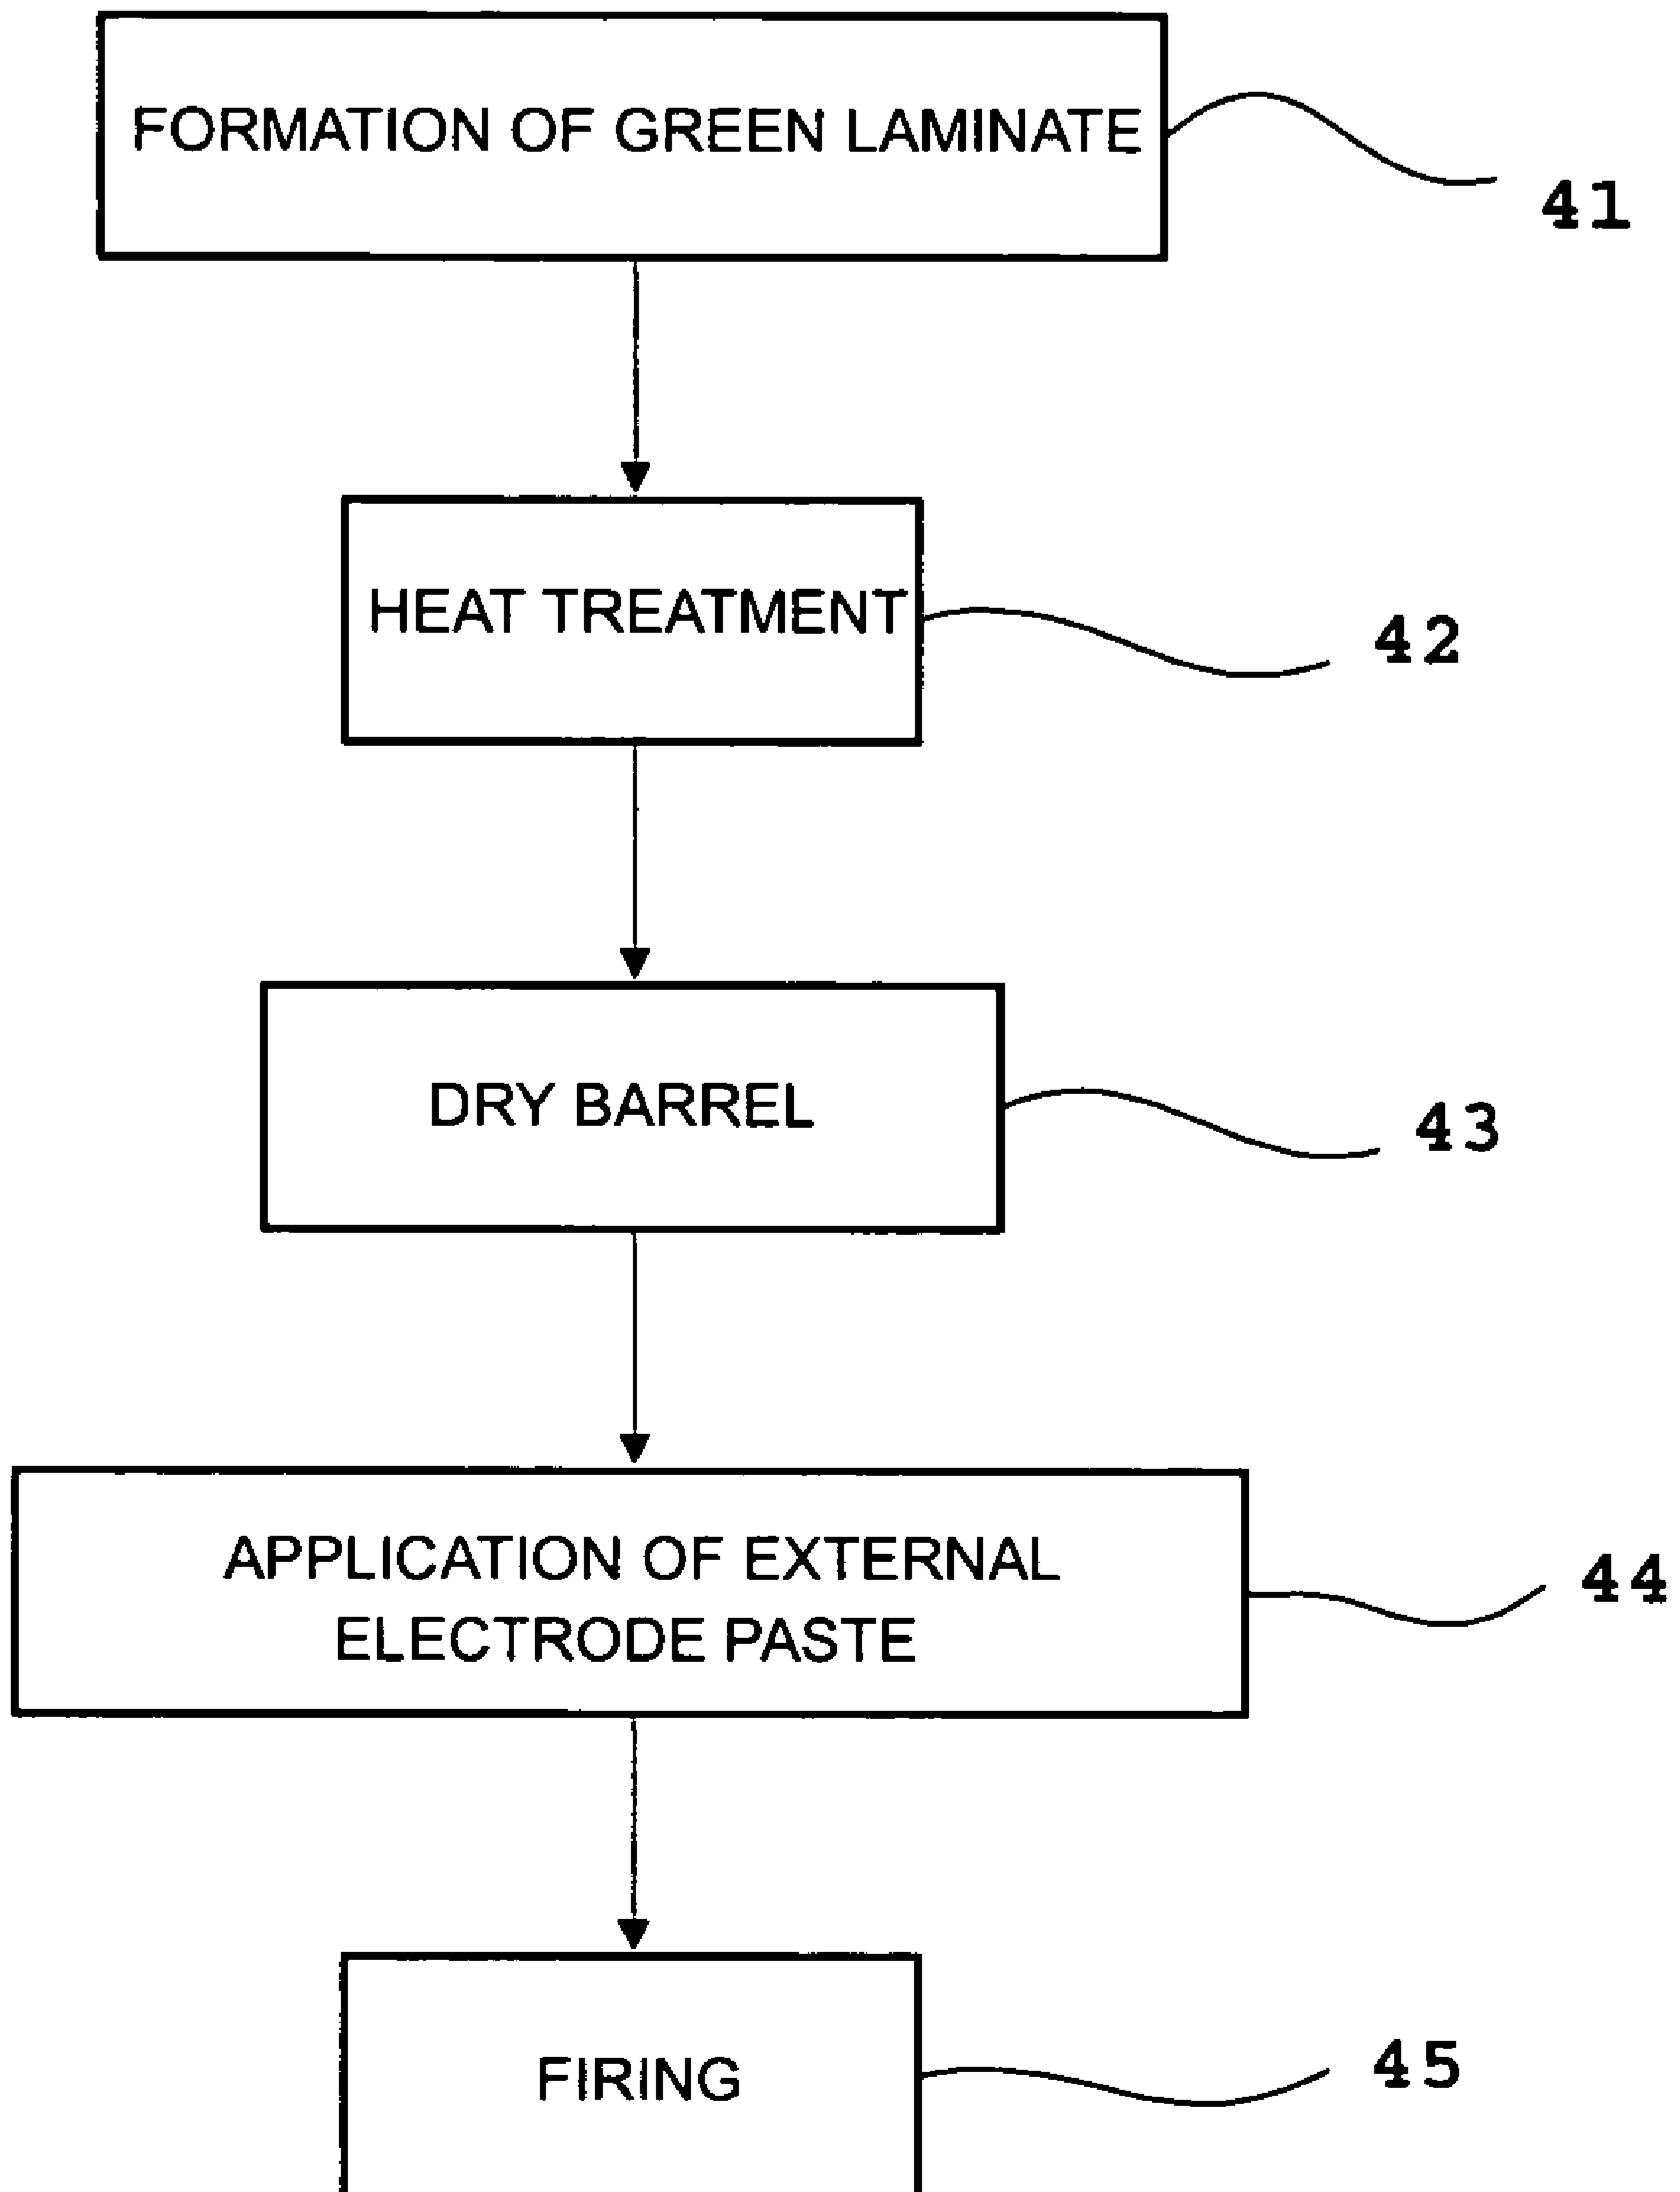 FORMATION OF GREEN LAMINATE
41
HEAT TREATMENT
42
DRY BARREL
43
APPLICATION OF EXTERNAL
ELECTRODE PASTE
44
FIRING
45